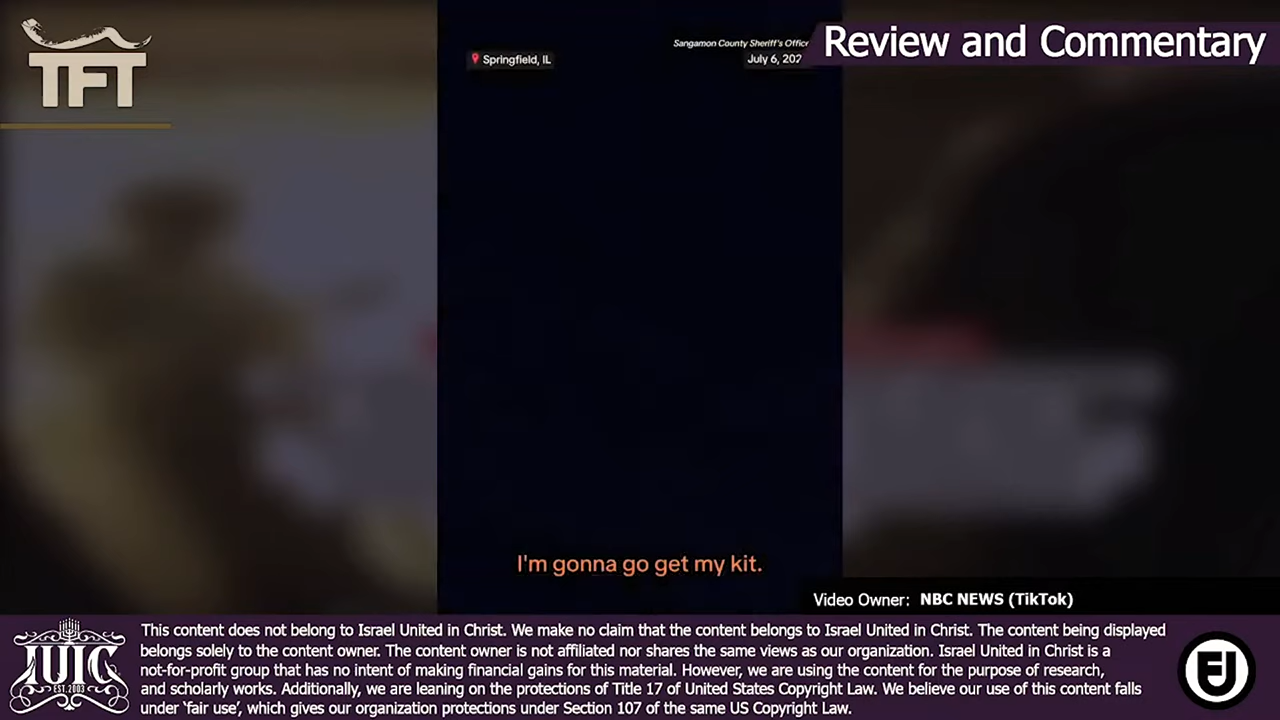 TFT
Springfield, IL
Sangamon County Sheriff's Office
July 6, 202
Review and Commentary
I'm gonna go get my kit.
Video Owner: NBC NEWS (TikTok)
IUIC
EST.2003
This content does not belong to Israel United in Christ. We make no claim that the content belongs to Israel United in Christ. The content being displayed
belongs solely to the content owner. The content owner is not affiliated nor shares the same views as our organization. Israel United in Christ is a
not-for-profit group that has no intent of making financial gains for this material. However, we are using the content for the purpose of research,
and scholarly works. Additionally, we are leaning on the protections of Title 17 of United States Copyright Law. We believe our use of this content falls
under ‘fair use’, which gives our organization protections under Section 107 of the same US Copyright Law.